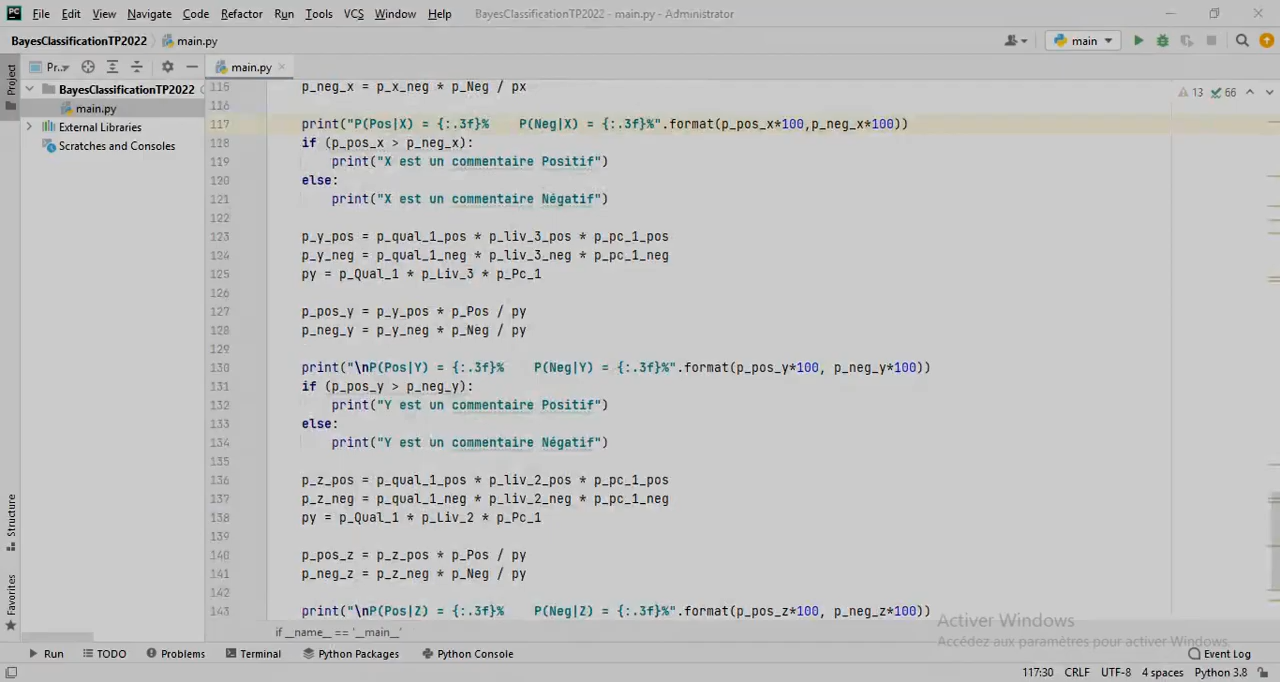 File Edit View Navigate Code Refactor Run Tools VCS Window Help BayesClassificationTP2022 - main.py - Administrator
BayesClassificationTP2022 main.py main
Project Pr.. main.py
BayesClassificationTP2022
main.py
External Libraries
Scratches and Consoles
13 66
115 p_neg_x = p_x_neg * p_Neg / px
116
117 print("P(Pos|X) = {:.3f}%    P(Neg|X) = {:.3f}%".format(p_pos_x*100,p_neg_x*100))
118 if (p_pos_x > p_neg_x):
119 print("X est un commentaire Positif")
120 else:
121 print("X est un commentaire Négatif")
122
123 p_y_pos = p_qual_1_pos * p_liv_3_pos * p_pc_1_pos
124 p_y_neg = p_qual_1_neg * p_liv_3_neg * p_pc_1_neg
125 py = p_Qual_1 * p_Liv_3 * p_Pc_1
126
127 p_pos_y = p_y_pos * p_Pos / py
128 p_neg_y = p_y_neg * p_Neg / py
129
130 print("\nP(Pos|Y) = {:.3f}%    P(Neg|Y) = {:.3f}%".format(p_pos_y*100, p_neg_y*100))
131 if (p_pos_y > p_neg_y):
132 print("Y est un commentaire Positif")
133 else:
134 print("Y est un commentaire Négatif")
135
136 p_z_pos = p_qual_1_pos * p_liv_2_pos * p_pc_1_pos
137 p_z_neg = p_qual_1_neg * p_liv_2_neg * p_pc_1_neg
138 py = p_Qual_1 * p_Liv_2 * p_Pc_1
139
140 p_pos_z = p_z_pos * p_Pos / py
141 p_neg_z = p_z_neg * p_Neg / py
142
143 print("\nP(Pos|Z) = {:.3f}%    P(Neg|Z) = {:.3f}%".format(p_pos_z*100, p_neg_z*100))
Structure
Favorites
Activer Windows
Accédez aux paramètres pour activer Windows.
if __name__ == '__main__'
Run TODO Problems Terminal Python Packages Python Console Event Log
117:30 CRLF UTF-8 4 spaces Python 3.8